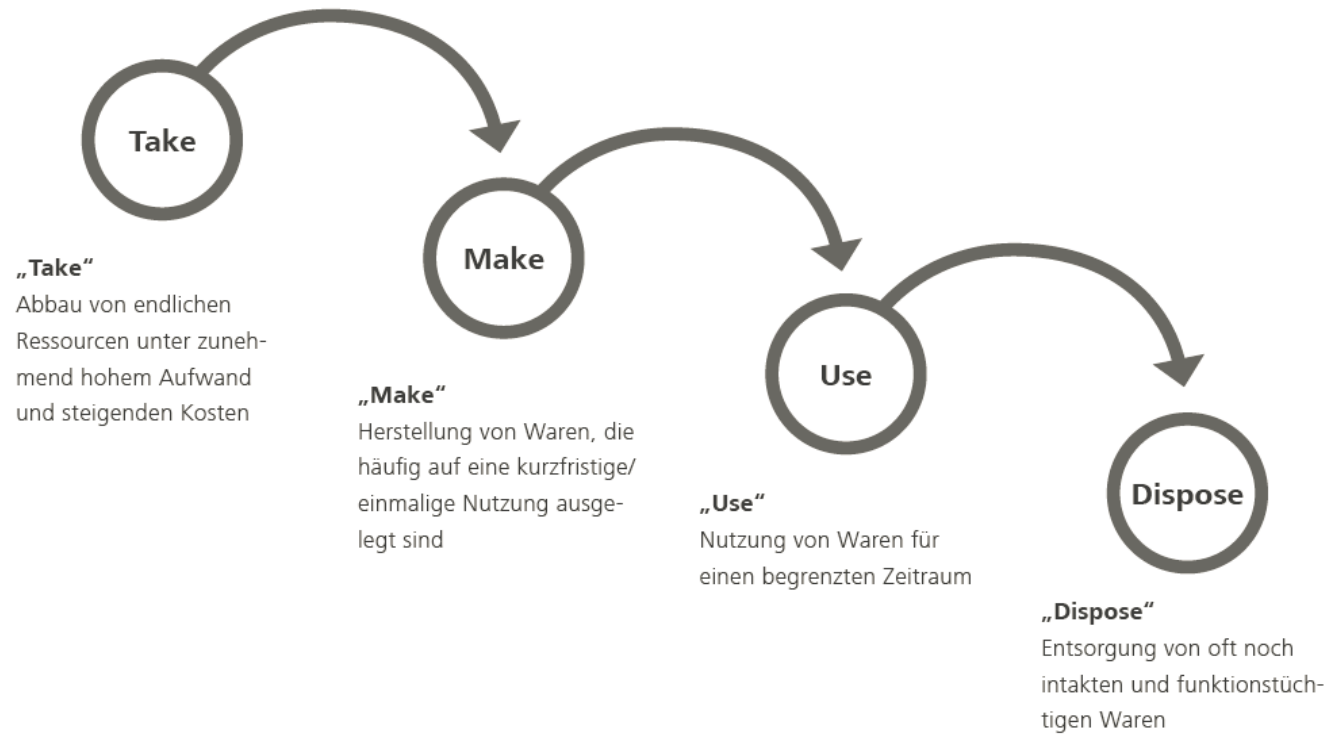 Take
„Take“
Abbau von endlichen
Ressourcen unter zuneh-
mend hohem Aufwand
und steigenden Kosten
Make
„Make“
Herstellung von Waren, die
häufig auf eine kurzfristige/
einmalige Nutzung ausge-
legt sind
Use
„Use“
Nutzung von Waren für
einen begrenzten Zeitraum
Dispose
„Dispose“
Entsorgung von oft noch
intakten und funktionstüch-
tigen Waren